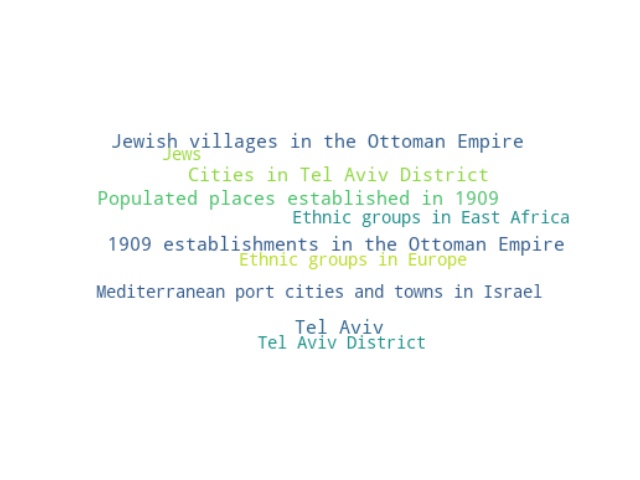 Jewish villages in the Ottoman Empire
Jews
Cities in Tel Aviv District
Populated places established in 1909
Ethnic groups in East Africa
1909 establishments in the Ottoman Empire
Ethnic groups in Europe
Mediterranean port cities and towns in Israel
Tel Aviv
Tel Aviv District